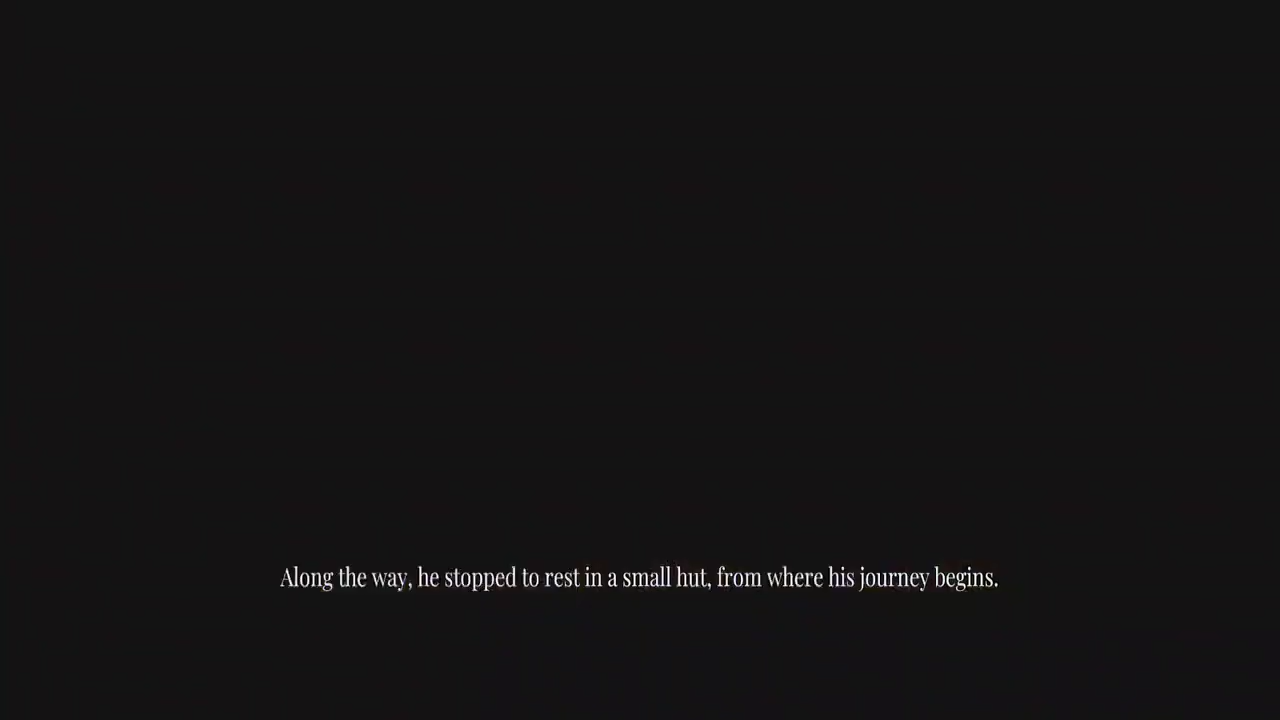 Along the way, he stopped to rest in a small hut, from where his journey begins.